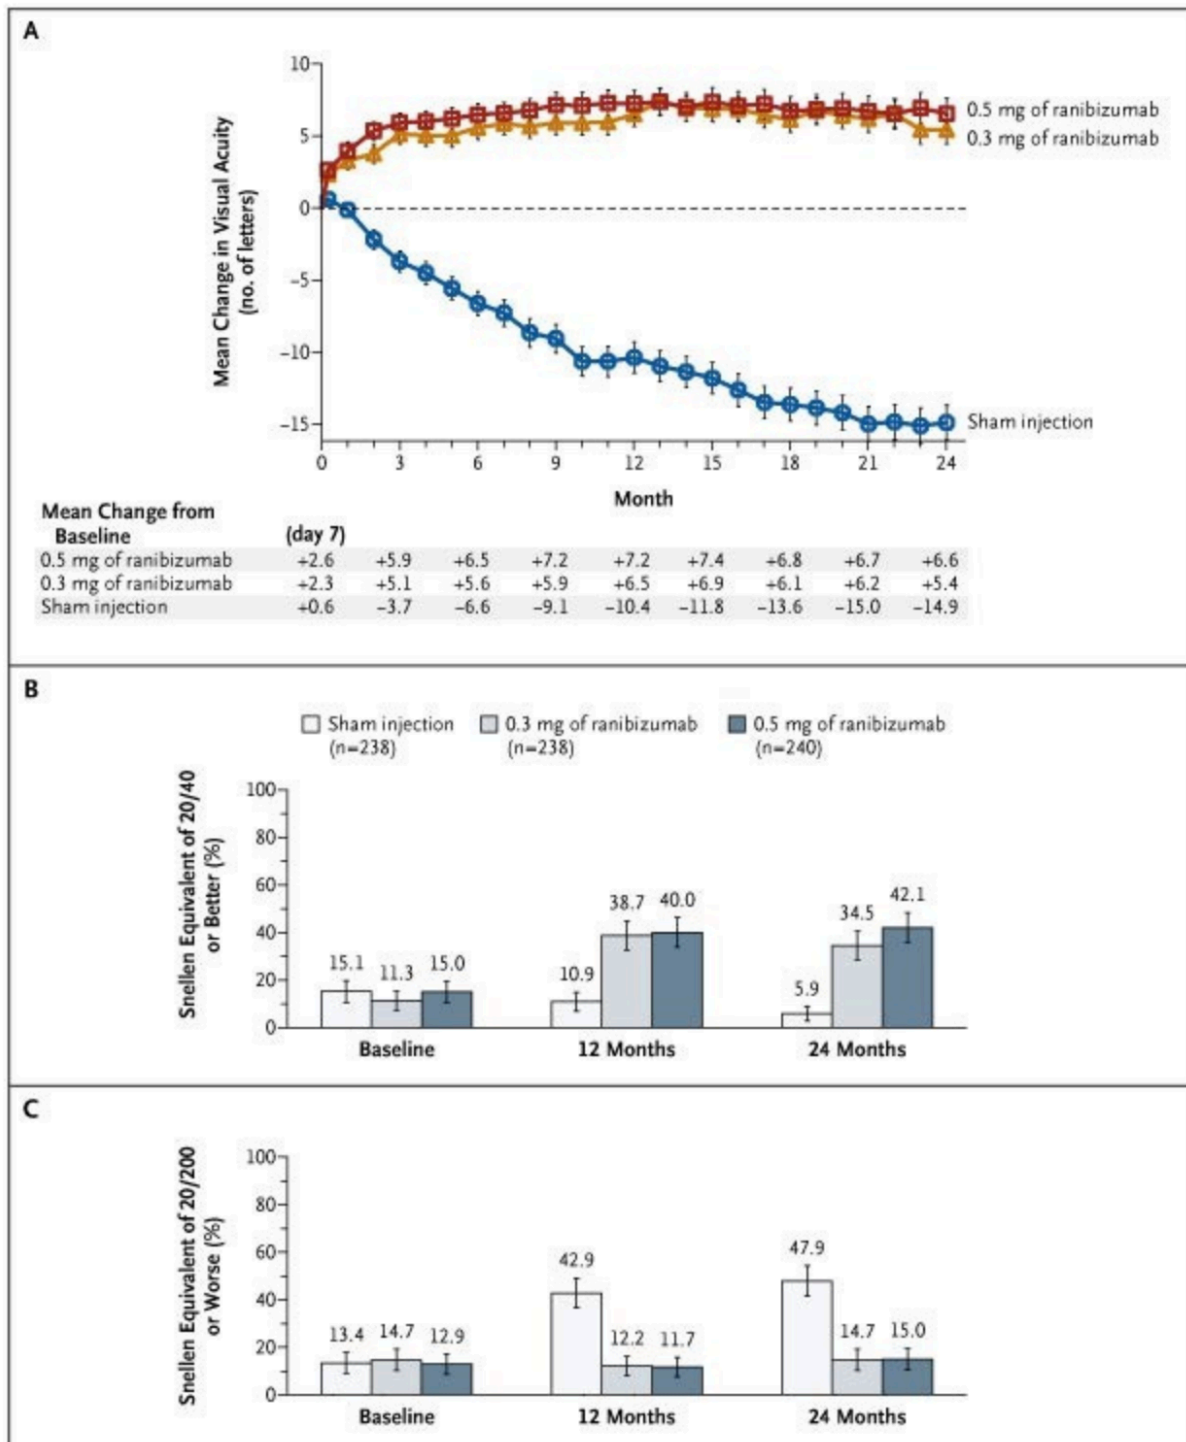 A
10
5
0
−5
−10
−15
Mean Change in Visual Acuity
(no. of letters)
0.5 mg of ranibizumab
0.3 mg of ranibizumab
Sham injection
0 3 6 9 12 15 18 21 24
Month
Mean Change from
Baseline (day 7)
0.5 mg of ranibizumab +2.6 +5.9 +6.5 +7.2 +7.2 +7.4 +6.8 +6.7 +6.6
0.3 mg of ranibizumab +2.3 +5.1 +5.6 +5.9 +6.5 +6.9 +6.1 +6.2 +5.4
Sham injection +0.6 −3.7 −6.6 −9.1 −10.4 −11.8 −13.6 −15.0 −14.9
B
Sham injection 0.3 mg of ranibizumab 0.5 mg of ranibizumab
(n=238) (n=238) (n=240)
Snellen Equivalent of 20/40
or Better (%)
100
80
60
40
20
0
15.1 11.3 15.0
10.9 38.7 40.0
5.9 34.5 42.1
Baseline 12 Months 24 Months
C
Snellen Equivalent of 20/200
or Worse (%)
100
80
60
40
20
0
13.4 14.7 12.9
42.9 12.2 11.7
47.9 14.7 15.0
Baseline 12 Months 24 Months